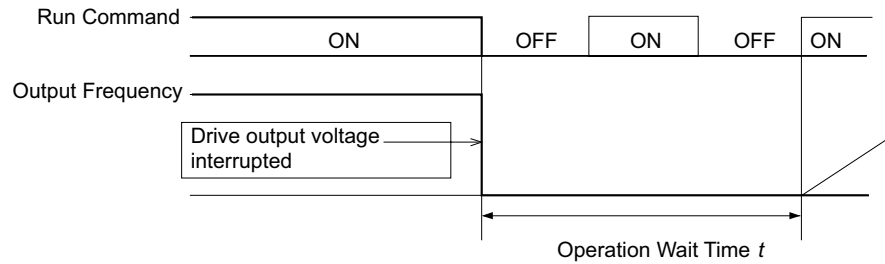 Run Command
ON OFF ON OFF ON
Output Frequency
Drive output voltage
interrupted
Operation Wait Time t